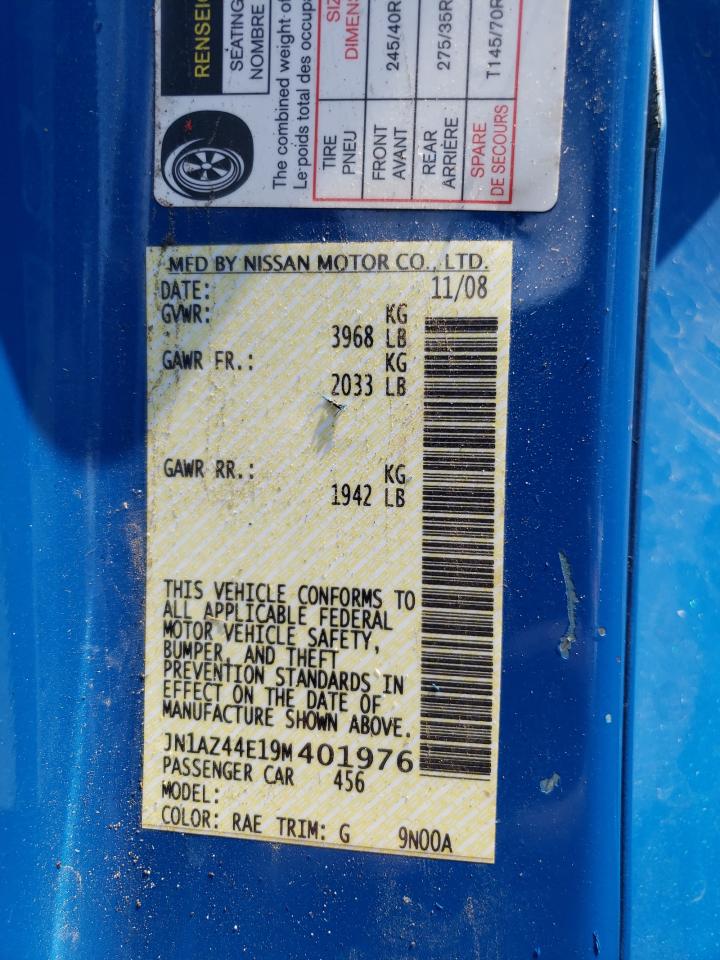 RENSEI
SEATING
NOMBRE
The combined weight of
Le poids total des occup
TIRE
PNEU
SIZ
DIMEN
FRONT
AVANT
245/40R
REAR
ARRIÈRE
275/35R
SPARE
DE SECOURS
T145/70R
MFD BY NISSAN MOTOR CO., LTD.
DATE: 11/08
GVWR: KG
3968 LB
GAWR FR.: KG
2033 LB
GAWR RR.: KG
1942 LB
THIS VEHICLE CONFORMS TO
ALL APPLICABLE FEDERAL
MOTOR VEHICLE SAFETY,
BUMPER, AND THEFT
PREVENTION STANDARDS IN
EFFECT ON THE DATE OF
MANUFACTURE SHOWN ABOVE.
JN1AZ44E19M401976
PASSENGER CAR 456
MODEL:
COLOR: RAE TRIM: G 9N00A